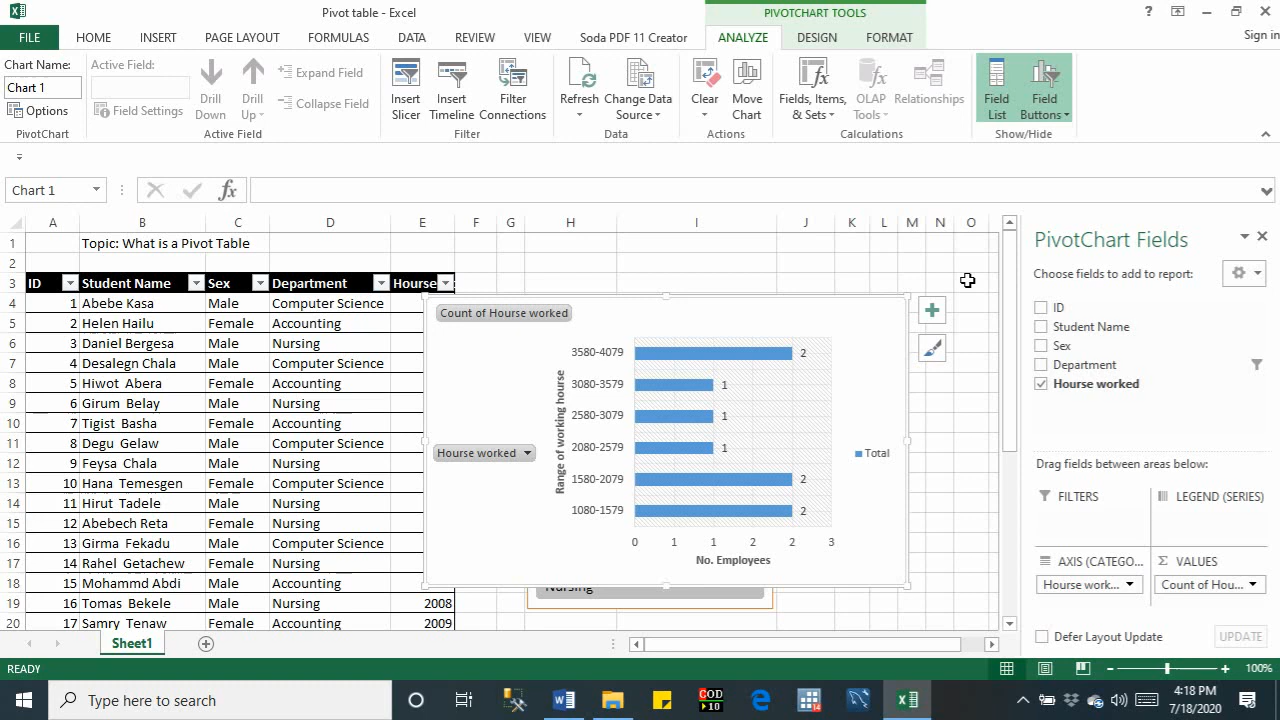 Pivot table - Excel
PIVOTCHART TOOLS
?
FILE HOME INSERT PAGE LAYOUT FORMULAS DATA REVIEW VIEW Soda PDF 11 Creator ANALYZE DESIGN FORMAT Sign in
Chart Name:
Chart 1
Options
PivotChart
Active Field:
Field Settings
Drill Down
Drill Up
Expand Field
Collapse Field
Active Field
Insert Slicer
Insert Timeline
Filter Connections
Filter
Refresh
Change Data Source
Data
Clear
Move Chart
Actions
Fields, Items, & Sets
OLAP Tools
Relationships
Calculations
Field List
Field Buttons
Show/Hide
Chart 1 fx
A B C D E F G H I J K L M N O
1 Topic: What is a Pivot Table
2
3 ID Student Name Sex Department Hourse
4 1 Abebe Kasa Male Computer Science
5 2 Helen Hailu Female Accounting
6 3 Daniel Bergesa Male Nursing
7 4 Desalegn Chala Male Computer Science
8 5 Hiwot Abera Female Accounting
9 6 Girum Belay Male Nursing
10 7 Tigist Basha Female Accounting
11 8 Degu Gelaw Male Computer Science
12 9 Feysa Chala Male Nursing
13 10 Hana Temesgen Female Computer Science
14 11 Hirut Tadele Male Nursing
15 12 Abebech Reta Female Nursing
16 13 Girma Fekadu Male Computer Science
17 14 Rahel Getachew Female Nursing
18 15 Mohammd Abdi Male Accounting
19 16 Tomas Bekele Male Nursing 2008
20 17 Samry Tenaw Female Accounting 2009
Count of Hourse worked
Hourse worked
Range of working hourse
3580-4079 2
3080-3579 1
2580-3079 1
2080-2579 1
1580-2079 2
1080-1579 2
0 1 1 2 2 3
No. Employees
Total
Nursing
PivotChart Fields
Choose fields to add to report:
ID
Student Name
Sex
Department
Hourse worked
Drag fields between areas below:
FILTERS
LEGEND (SERIES)
AXIS (CATEGO...
Hourse work...
Σ VALUES
Count of Hou...
Defer Layout Update
UPDATE
Sheet1
READY
100%
Type here to search
GOD
10
14
4:18 PM
7/18/2020